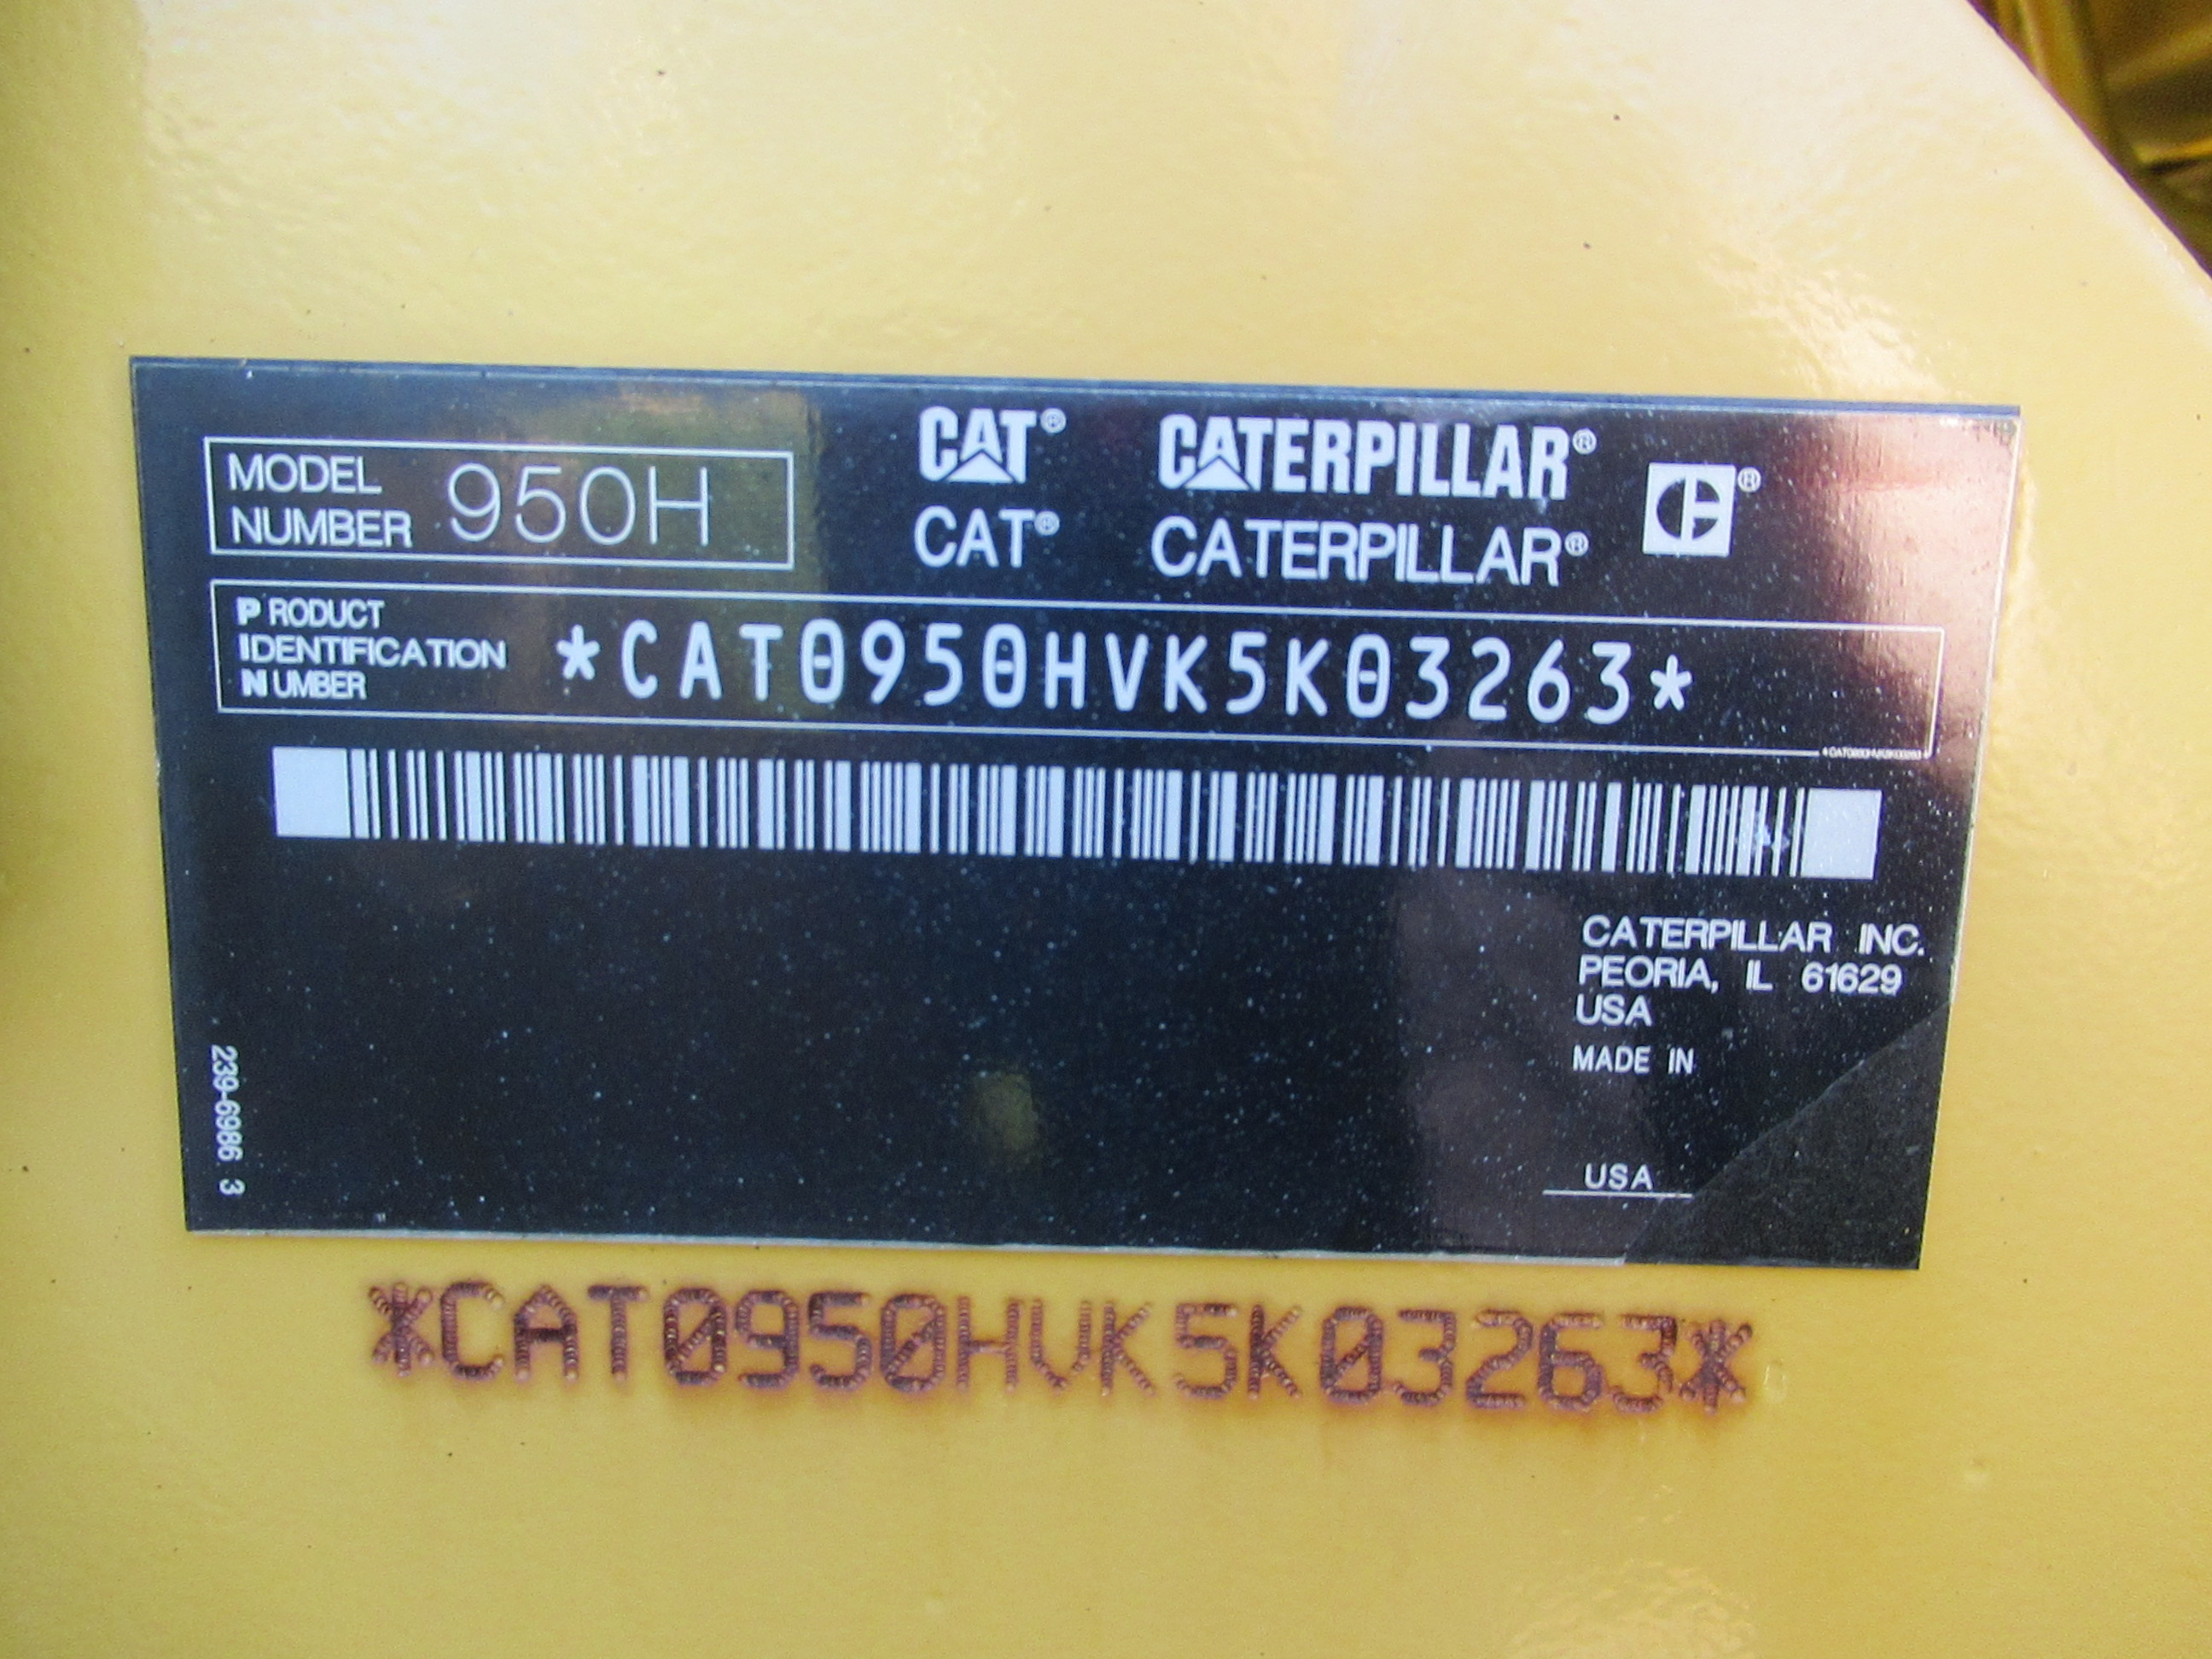 MODEL NUMBER 950H
CAT® CATERPILLAR® ®
CAT® CATERPILLAR®
PRODUCT
IDENTIFICATION
NUMBER
*CAT0950HVK5K03263*
CATERPILLAR INC.
PEORIA, IL 61629
USA
MADE IN
USA
239-6986 3
*CAT0950HVK5K03263*